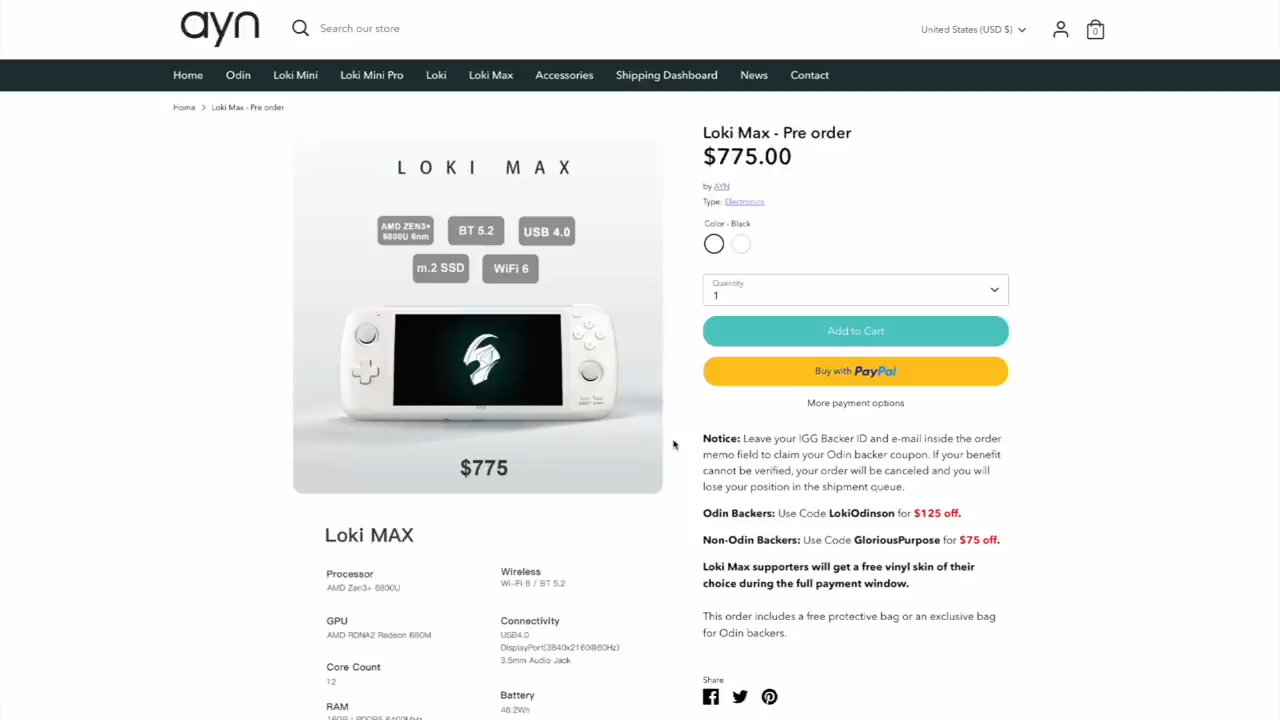 ayn
Search our store
United States (USD $)
0
Home Odin Loki Mini Loki Mini Pro Loki Loki Max Accessories Shipping Dashboard News Contact
Home > Loki Max - Pre order
LOKI MAX
AMD ZEN3+
6800U 6nm
BT 5.2
USB 4.0
m.2 SSD
WiFi 6
$775
Loki MAX
Processor
AMD Zen3+ 6800U
GPU
AMD RDNA2 Radeon 680M
Core Count
12
RAM
16GB LPDDR5 6400MHz
Wireless
Wi-Fi 6 / BT 5.2
Connectivity
USB4.0
DisplayPort(3840x2160@60Hz)
3.5mm Audio Jack
Battery
46.2Wh
Loki Max - Pre order
$775.00
by AYN
Type: Electronics
Color - Black
Quantity
1
Add to Cart
Buy with PayPal
More payment options
Notice: Leave your IGG Backer ID and e-mail inside the order
memo field to claim your Odin backer coupon. If your benefit
cannot be verified, your order will be canceled and you will
lose your position in the shipment queue.
Odin Backers: Use Code LokiOdinson for $125 off.
Non-Odin Backers: Use Code GloriousPurpose for $75 off.
Loki Max supporters will get a free vinyl skin of their
choice during the full payment window.
This order includes a free protective bag or an exclusive bag
for Odin backers.
Share